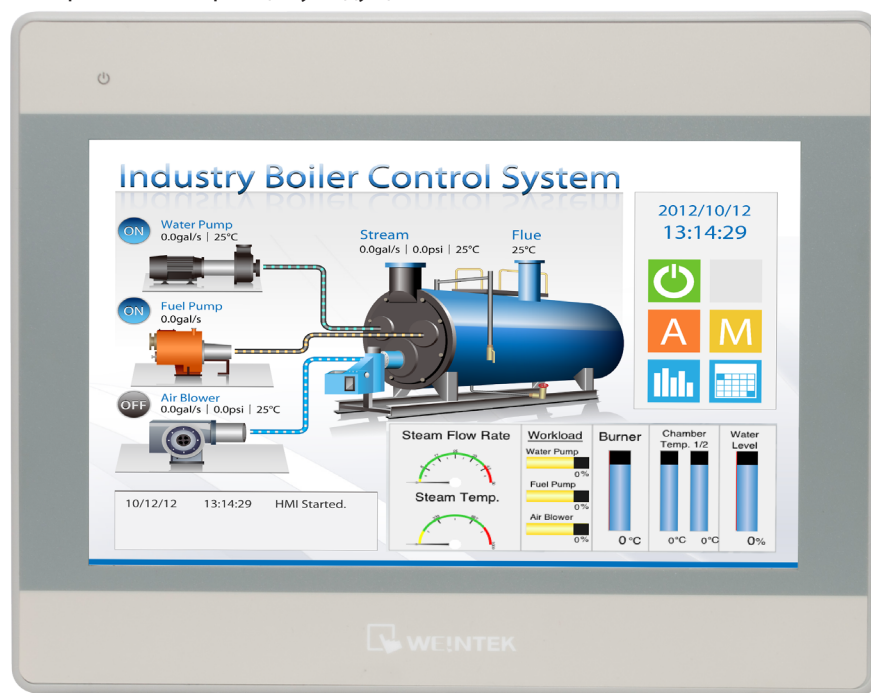 Industry Boiler Control System
ON
Water Pump
0.0gal/s | 25°C
ON
Fuel Pump
0.0gal/s
OFF
Air Blower
0.0gal/s | 0.0psi | 25°C
Stream
0.0gal/s | 0.0psi | 25°C
Flue
25°C
2012/10/12
13:14:29
A
M
10/12/12 13:14:29 HMI Started.
Steam Flow Rate
Steam Temp.
Workload
Water Pump
0%
Fuel Pump
0%
Air Blower
0%
Burner
0°C
Chamber
Temp. 1/2
0°C 0°C
Water
Level
0%
WEINTEK